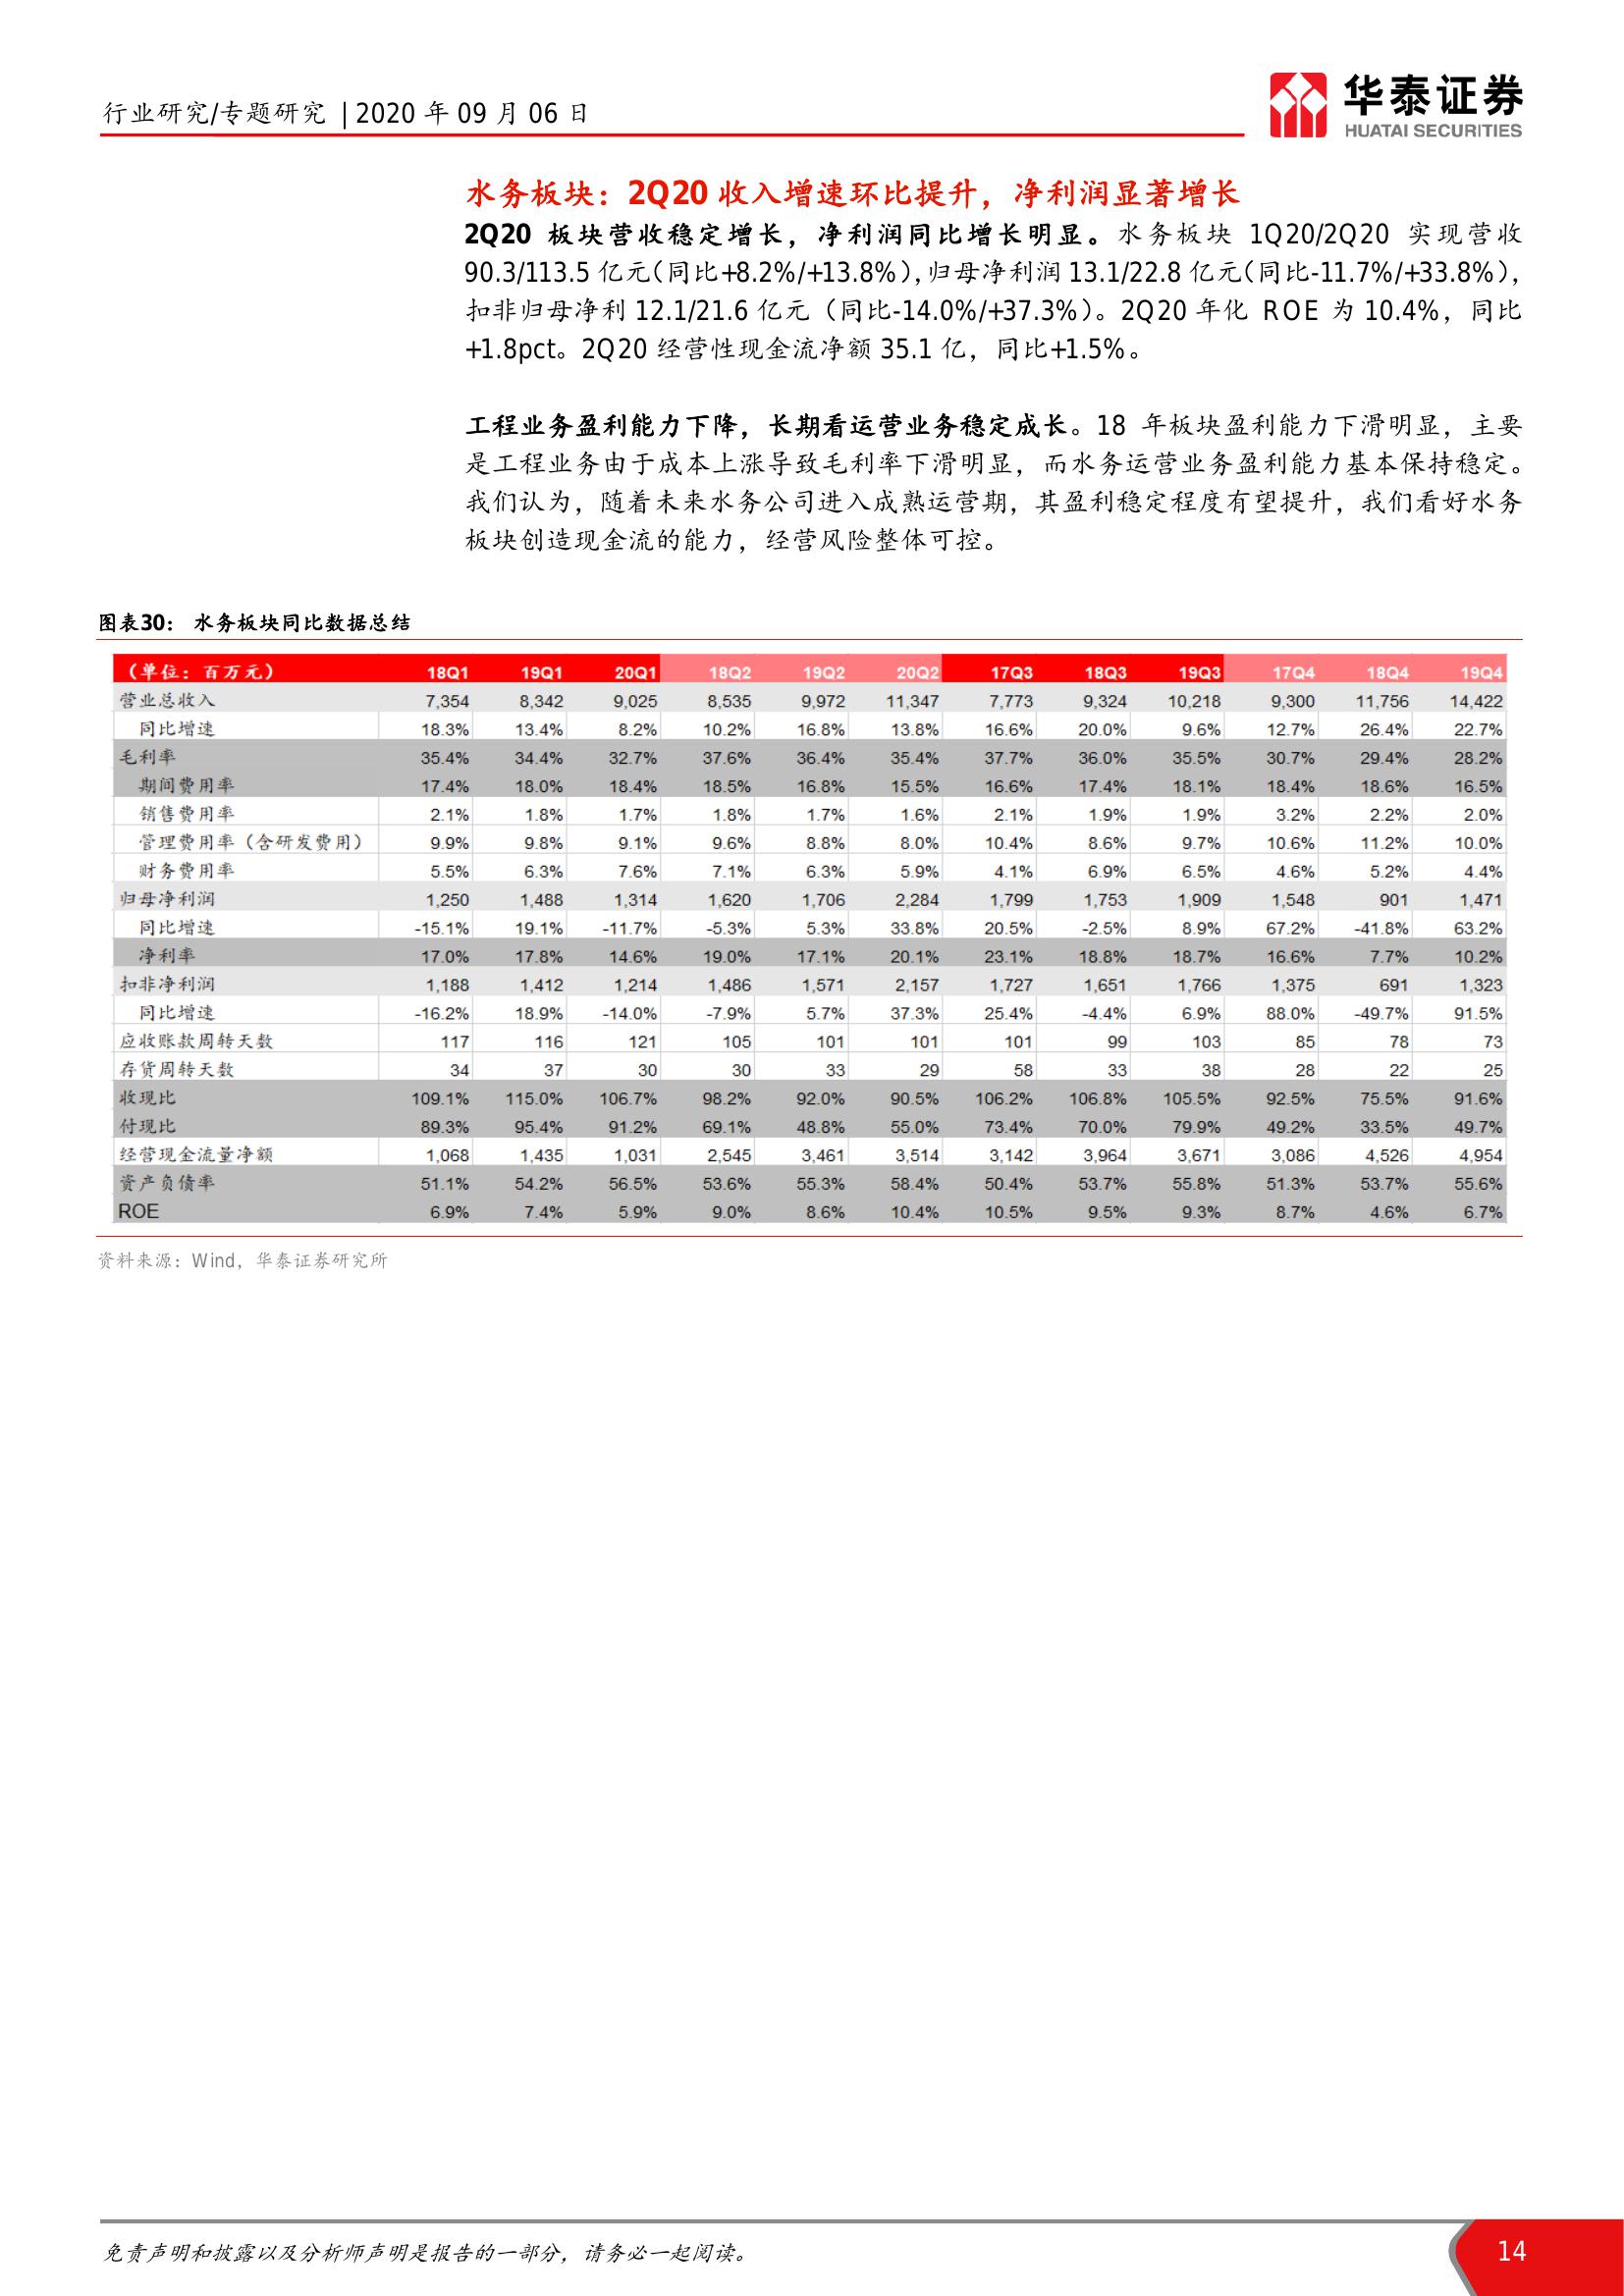 行业研究/专题研究 | 2020 年 09 月 06 日
华泰证券
HUATAI SECURITIES
水务板块：2Q20 收入增速环比提升，净利润显著增长
2Q20 板块营收稳定增长，净利润同比增长明显。水务板块 1Q20/2Q20 实现营收
90.3/113.5 亿元（同比+8.2%/+13.8%），归母净利润 13.1/22.8 亿元（同比-11.7%/+33.8%），
扣非归母净利 12.1/21.6 亿元（同比-14.0%/+37.3%）。2Q20 年化 ROE 为 10.4%，同比
+1.8pct。2Q20 经营性现金流净额 35.1 亿，同比+1.5%。
工程业务盈利能力下降，长期看运营业务稳定成长。18 年板块盈利能力下滑明显，主要
是工程业务由于成本上涨导致毛利率下滑明显，而水务运营业务盈利能力基本保持稳定。
我们认为，随着未来水务公司进入成熟运营期，其盈利稳定程度有望提升，我们看好水务
板块创造现金流的能力，经营风险整体可控。
图表30： 水务板块同比数据总结
（单位：百万元） 18Q1 19Q1 20Q1 18Q2 19Q2 20Q2 17Q3 18Q3 19Q3 17Q4 18Q4 19Q4
营业总收入 7,354 8,342 9,025 8,535 9,972 11,347 7,773 9,324 10,218 9,300 11,756 14,422
同比增速 18.3% 13.4% 8.2% 10.2% 16.8% 13.8% 16.6% 20.0% 9.6% 12.7% 26.4% 22.7%
毛利率 35.4% 34.4% 32.7% 37.6% 36.4% 35.4% 37.7% 36.0% 35.5% 30.7% 29.4% 28.2%
期间费用率 17.4% 18.0% 18.4% 18.5% 16.8% 15.5% 16.6% 17.4% 18.1% 18.4% 18.6% 16.5%
销售费用率 2.1% 1.8% 1.7% 1.8% 1.7% 1.6% 2.1% 1.9% 1.9% 3.2% 2.2% 2.0%
管理费用率（含研发费用） 9.9% 9.8% 9.1% 9.6% 8.8% 8.0% 10.4% 8.6% 9.7% 10.6% 11.2% 10.0%
财务费用率 5.5% 6.3% 7.6% 7.1% 6.3% 5.9% 4.1% 6.9% 6.5% 4.6% 5.2% 4.4%
归母净利润 1,250 1,488 1,314 1,620 1,706 2,284 1,799 1,753 1,909 1,548 901 1,471
同比增速 -15.1% 19.1% -11.7% -5.3% 5.3% 33.8% 20.5% -2.5% 8.9% 67.2% -41.8% 63.2%
净利率 17.0% 17.8% 14.6% 19.0% 17.1% 20.1% 23.1% 18.8% 18.7% 16.6% 7.7% 10.2%
扣非净利润 1,188 1,412 1,214 1,486 1,571 2,157 1,727 1,651 1,766 1,375 691 1,323
同比增速 -16.2% 18.9% -14.0% -7.9% 5.7% 37.3% 25.4% -4.4% 6.9% 88.0% -49.7% 91.5%
应收账款周转天数 117 116 121 105 101 101 101 99 103 85 78 73
存货周转天数 34 37 30 30 33 29 58 33 38 28 22 25
收现比 109.1% 115.0% 106.7% 98.2% 92.0% 90.5% 106.2% 106.8% 105.5% 92.5% 75.5% 91.6%
付现比 89.3% 95.4% 91.2% 69.1% 48.8% 55.0% 73.4% 70.0% 79.9% 49.2% 33.5% 49.7%
经营现金流量净额 1,068 1,435 1,031 2,545 3,461 3,514 3,142 3,964 3,671 3,086 4,526 4,954
资产负债率 51.1% 54.2% 56.5% 53.6% 55.3% 58.4% 50.4% 53.7% 55.8% 51.3% 53.7% 55.6%
ROE 6.9% 7.4% 5.9% 9.0% 8.6% 10.4% 10.5% 9.5% 9.3% 8.7% 4.6% 6.7%
资料来源：Wind，华泰证券研究所
免责声明和披露以及分析师声明是报告的一部分，请务必一起阅读。
14